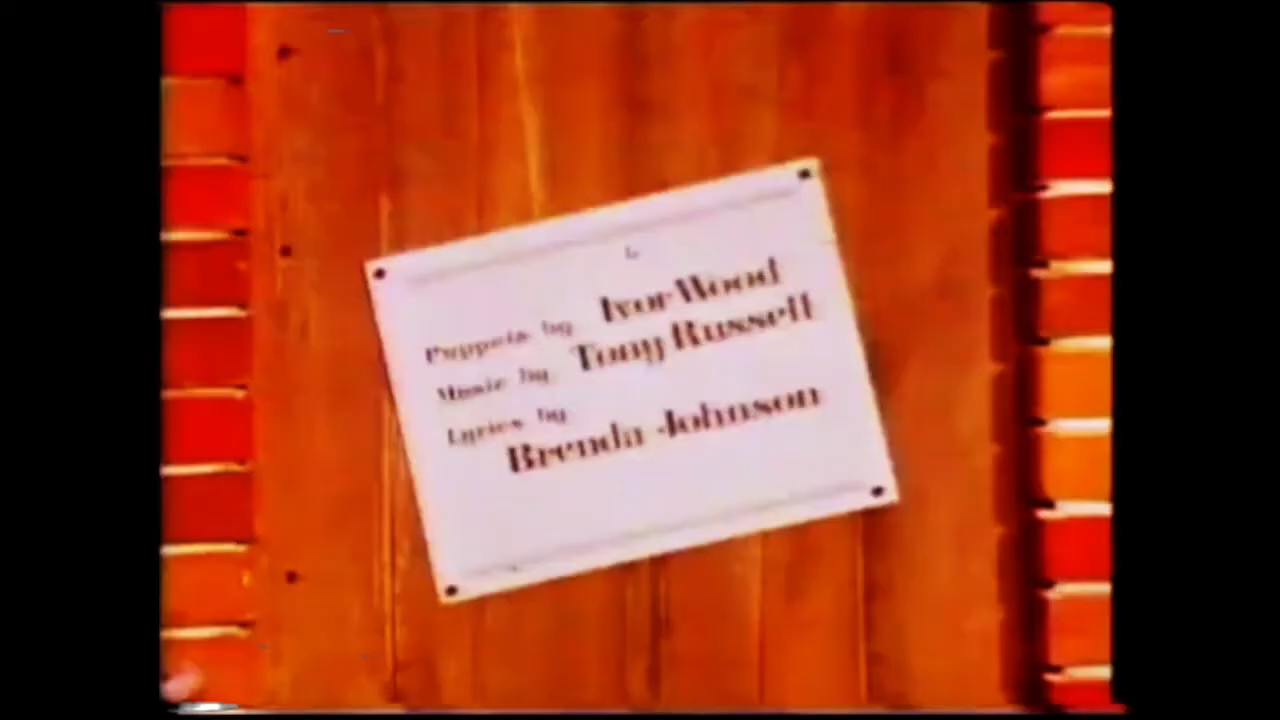 Puppets by Ivor Wood
Music by Tony Russell
Lyrics by
Brenda Johnson